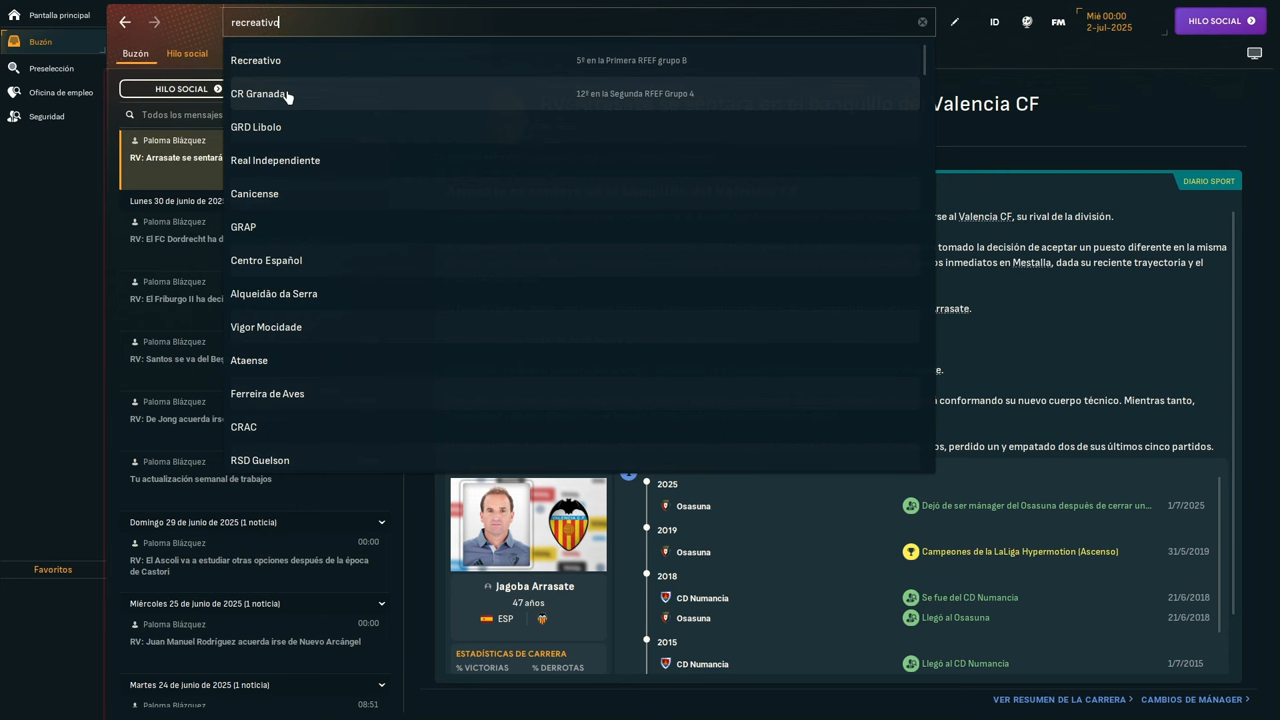 Pantalla principal
Buzón
Preselección
Oficina de empleo
Seguridad
Favoritos
recreativo
ID
FM
Mié 00:00
2-jul-2025
HILO SOCIAL
Buzón
Hilo social
HILO SOCIAL
Todos los mensajes
Paloma Blázquez
RV: Arrasate se sentará
Lunes 30 de junio de 202
Paloma Blázquez
RV: El FC Dordrecht ha d
Paloma Blázquez
RV: El Friburgo II ha deci
Paloma Blázquez
RV: Santos se va del Be
Paloma Blázquez
RV: De Jong acuerda irse
Paloma Blázquez
Tu actualización semanal de trabajos
Domingo 29 de junio de 2025 (1 noticia)
Paloma Blázquez 00:00
RV: El Ascoli va a estudiar otras opciones después de la época
de Castori
Miércoles 25 de junio de 2025 (1 noticia)
Paloma Blázquez 00:00
RV: Juan Manuel Rodríguez acuerda irse de Nuevo Arcángel
Martes 24 de junio de 2025 (1 noticia)
Paloma Blázquez 08:51
Recreativo 5º en la Primera RFEF grupo B
CR Granada 12º en la Segunda RFEF Grupo 4
GRD Libolo
Real Independiente
Canicense
GRAP
Centro Español
Alqueidão da Serra
Vigor Mocidade
Ataense
Ferreira de Aves
CRAC
RSD Guelson
Valencia CF
DIARIO SPORT
rse al Valencia CF, su rival de la división.
tomado la decisión de aceptar un puesto diferente en la misma
os inmediatos en Mestalla, dada su reciente trayectoria y el
rrasate.
e.
á conformando su nuevo cuerpo técnico. Mientras tanto,
os, perdido un y empatado dos de sus últimos cinco partidos.
Jagoba Arrasate
47 años
ESP
ESTADÍSTICAS DE CARRERA
% VICTORIAS % DERROTAS
2025
Osasuna Dejó de ser mánager del Osasuna después de cerrar un... 1/7/2025
2019
Osasuna Campeones de la LaLiga Hypermotion (Ascenso) 31/5/2019
2018
CD Numancia Se fue del CD Numancia 21/6/2018
Osasuna Llegó al Osasuna 21/6/2018
2015
CD Numancia Llegó al CD Numancia 1/7/2015
VER RESUMEN DE LA CARRERA CAMBIOS DE MÁNAGER